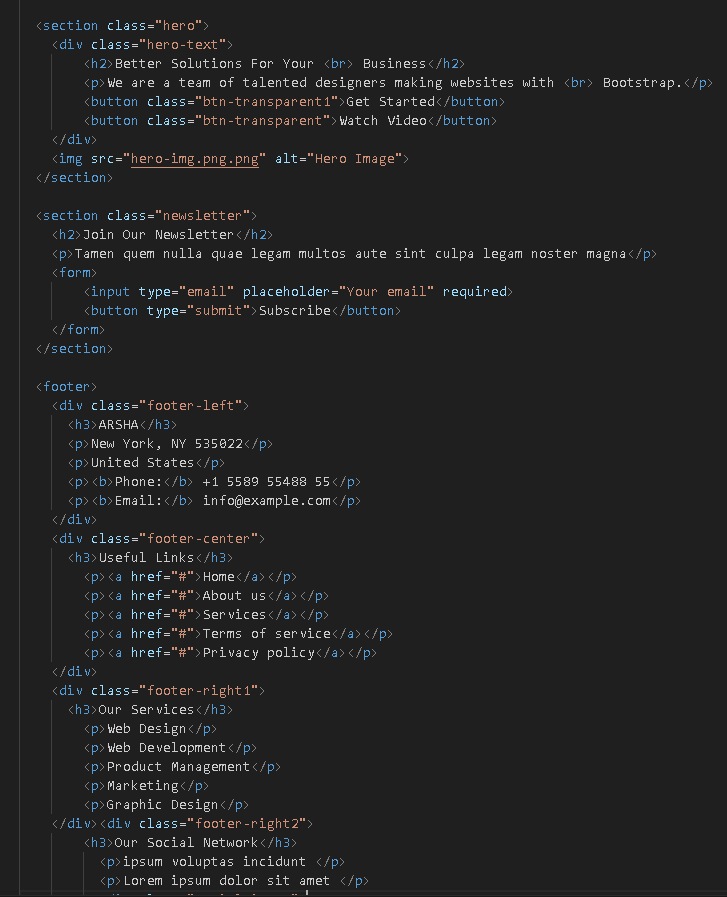 <section class="hero">
<div class="hero-text">
<h2>Better Solutions For Your <br> Business</h2>
<p>We are a team of talented designers making websites with <br> Bootstrap.</p>
<button class="btn-transparent1">Get Started</button>
<button class="btn-transparent">Watch Video</button>
</div>
<img src="hero-img.png.png" alt="Hero Image">
</section>
<section class="newsletter">
<h2>Join Our Newsletter</h2>
<p>Tamen quem nulla quae legam multos aute sint culpa legam noster magna</p>
<form>
<input type="email" placeholder="Your email" required>
<button type="submit">Subscribe</button>
</form>
</section>
<footer>
<div class="footer-left">
<h3>ARSHA</h3>
<p>New York, NY 535022</p>
<p>United States</p>
<p><b>Phone:</b> +1 5589 55488 55</p>
<p><b>Email:</b> info@example.com</p>
</div>
<div class="footer-center">
<h3>Useful Links</h3>
<p><a href="#">Home</a></p>
<p><a href="#">About us</a></p>
<p><a href="#">Services</a></p>
<p><a href="#">Terms of service</a></p>
<p><a href="#">Privacy policy</a></p>
</div>
<div class="footer-right1">
<h3>Our Services</h3>
<p>Web Design</p>
<p>Web Development</p>
<p>Product Management</p>
<p>Marketing</p>
<p>Graphic Design</p>
</div><div class="footer-right2">
<h3>Our Social Network</h3>
<p>ipsum voluptas incidunt </p>
<p>Lorem ipsum dolor sit amet </p>